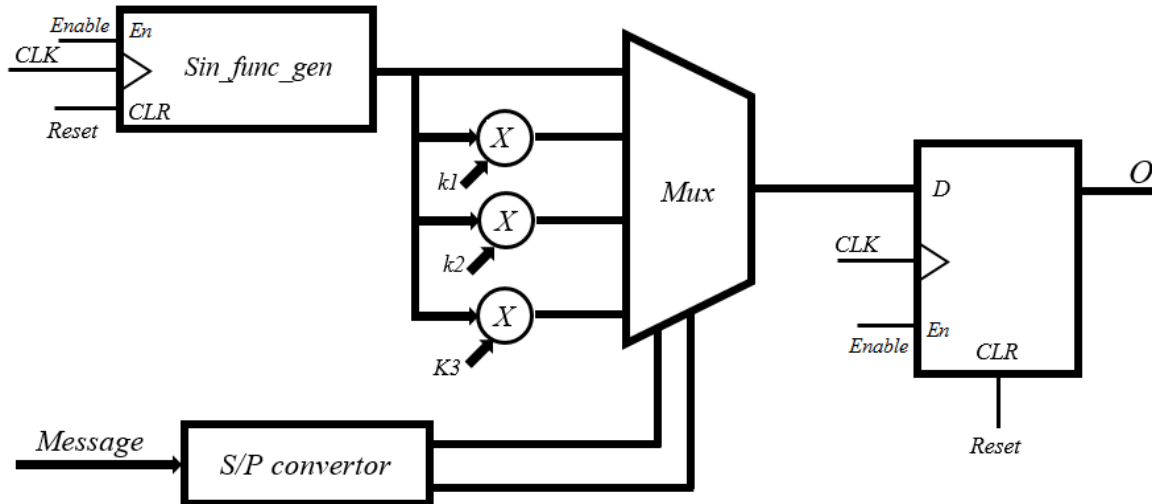 Enable
En
CLK
Sin_func_gen
CLR
Reset
X
k1
X
k2
X
K3
Mux
D
O
CLK
En
Enable
CLR
Reset
Message
S/P convertor